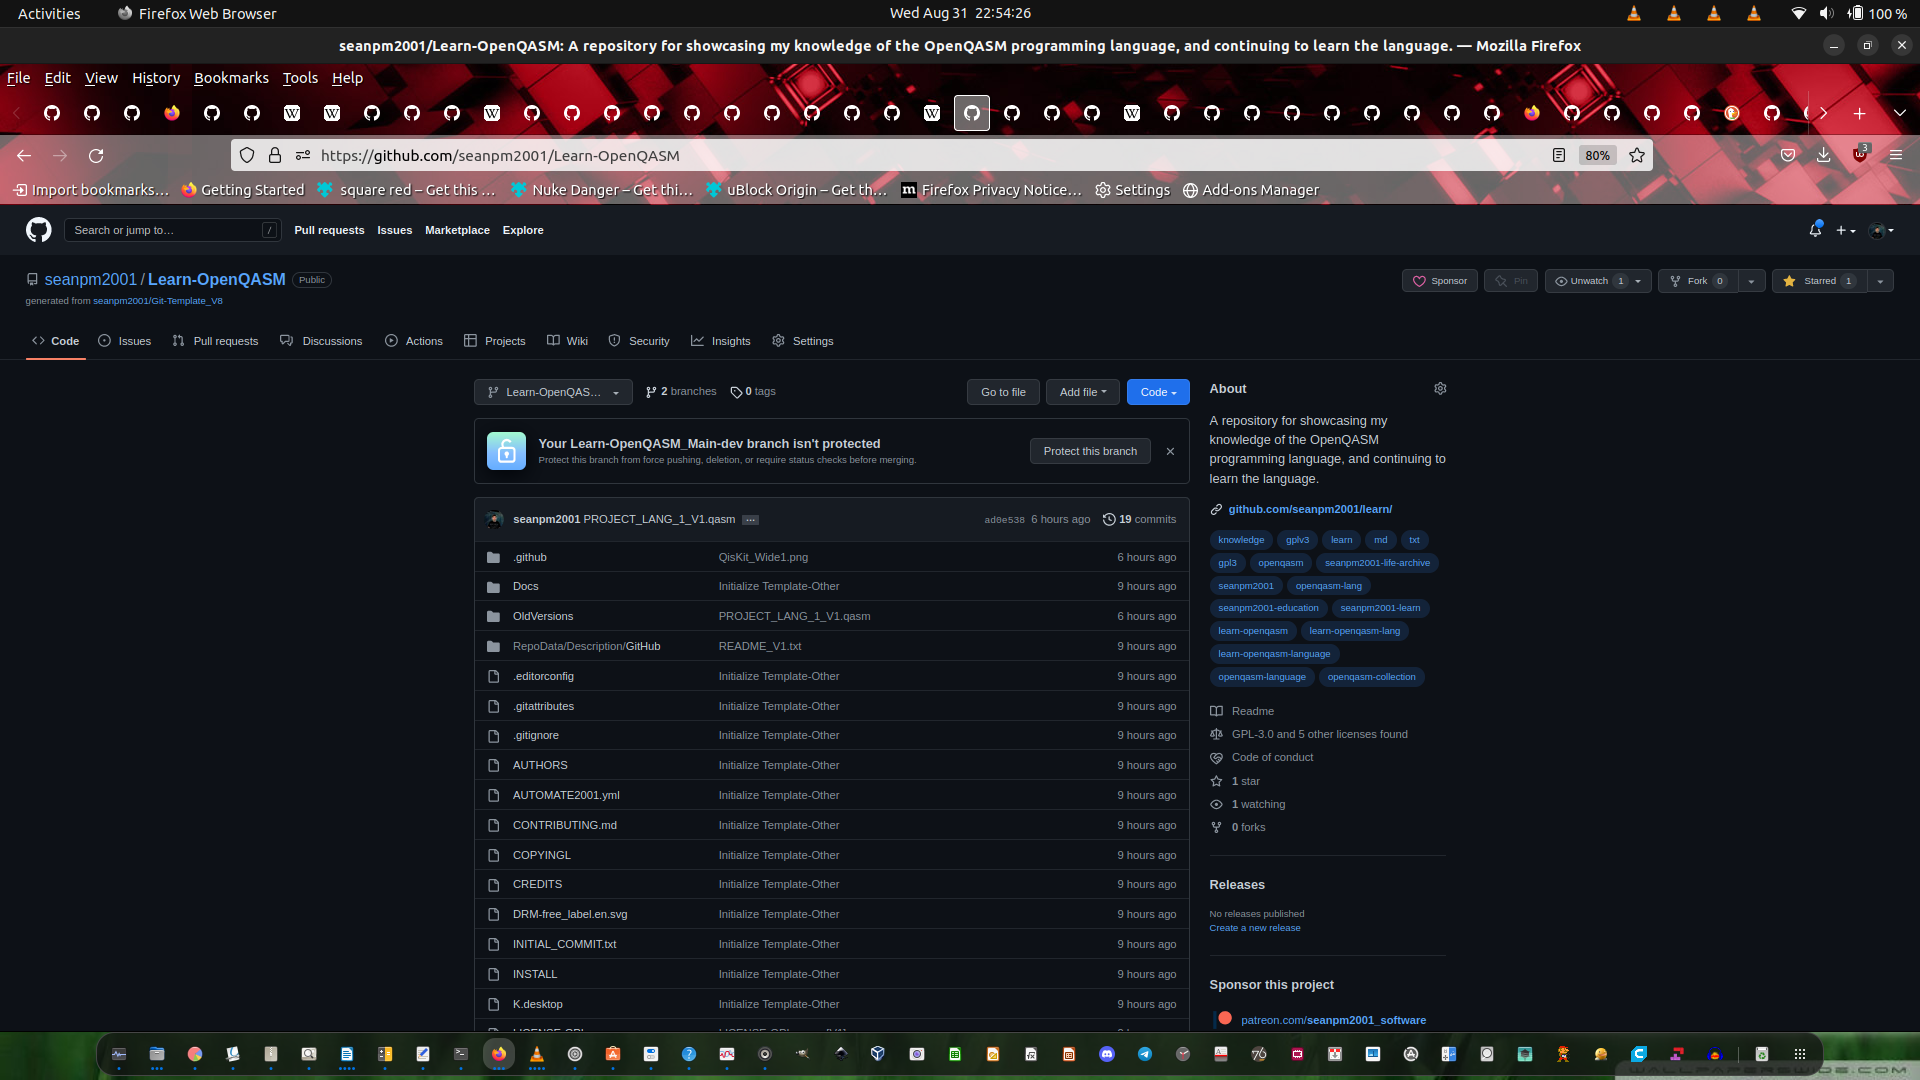 Activities
Firefox Web Browser
Wed Aug 31 22:54:26
100 %
seanpm2001/Learn-OpenQASM: A repository for showcasing my knowledge of the OpenQASM programming language, and continuing to learn the language. — Mozilla Firefox
File Edit View History Bookmarks Tools Help
https://github.com/seanpm2001/Learn-OpenQASM
80%
3
Import bookmarks…
Getting Started
square red – Get this …
Nuke Danger – Get thi…
uBlock Origin – Get th…
Firefox Privacy Notice…
Settings
Add-ons Manager
Search or jump to…
/
Pull requests Issues Marketplace Explore
seanpm2001 / Learn-OpenQASM Public
generated from seanpm2001/Git-Template_V8
Sponsor
Pin
Unwatch 1
Fork 0
Starred 1
Code
Issues
Pull requests
Discussions
Actions
Projects
Wiki
Security
Insights
Settings
Learn-OpenQAS…
2 branches
0 tags
Go to file
Add file
Code
Your Learn-OpenQASM_Main-dev branch isn't protected
Protect this branch from force pushing, deletion, or require status checks before merging.
Protect this branch
seanpm2001 PROJECT_LANG_1_V1.qasm …
ad0e538 6 hours ago
19 commits
.github QisKit_Wide1.png 6 hours ago
Docs Initialize Template-Other 9 hours ago
OldVersions PROJECT_LANG_1_V1.qasm 6 hours ago
RepoData/Description/GitHub README_V1.txt 9 hours ago
.editorconfig Initialize Template-Other 9 hours ago
.gitattributes Initialize Template-Other 9 hours ago
.gitignore Initialize Template-Other 9 hours ago
AUTHORS Initialize Template-Other 9 hours ago
AUTOMATE2001.yml Initialize Template-Other 9 hours ago
CONTRIBUTING.md Initialize Template-Other 9 hours ago
COPYINGL Initialize Template-Other 9 hours ago
CREDITS Initialize Template-Other 9 hours ago
DRM-free_label.en.svg Initialize Template-Other 9 hours ago
INITIAL_COMMIT.txt Initialize Template-Other 9 hours ago
INSTALL Initialize Template-Other 9 hours ago
K.desktop Initialize Template-Other 9 hours ago
About
A repository for showcasing my
knowledge of the OpenQASM
programming language, and continuing to
learn the language.
github.com/seanpm2001/learn/
knowledge gplv3 learn md txt
gpl3 openqasm seanpm2001-life-archive
seanpm2001 openqasm-lang
seanpm2001-education seanpm2001-learn
learn-openqasm learn-openqasm-lang
learn-openqasm-language
openqasm-language openqasm-collection
Readme
GPL-3.0 and 5 other licenses found
Code of conduct
1 star
1 watching
0 forks
Releases
No releases published
Create a new release
Sponsor this project
patreon.com/seanpm2001_software
WALLPAPERSWIDE.COM